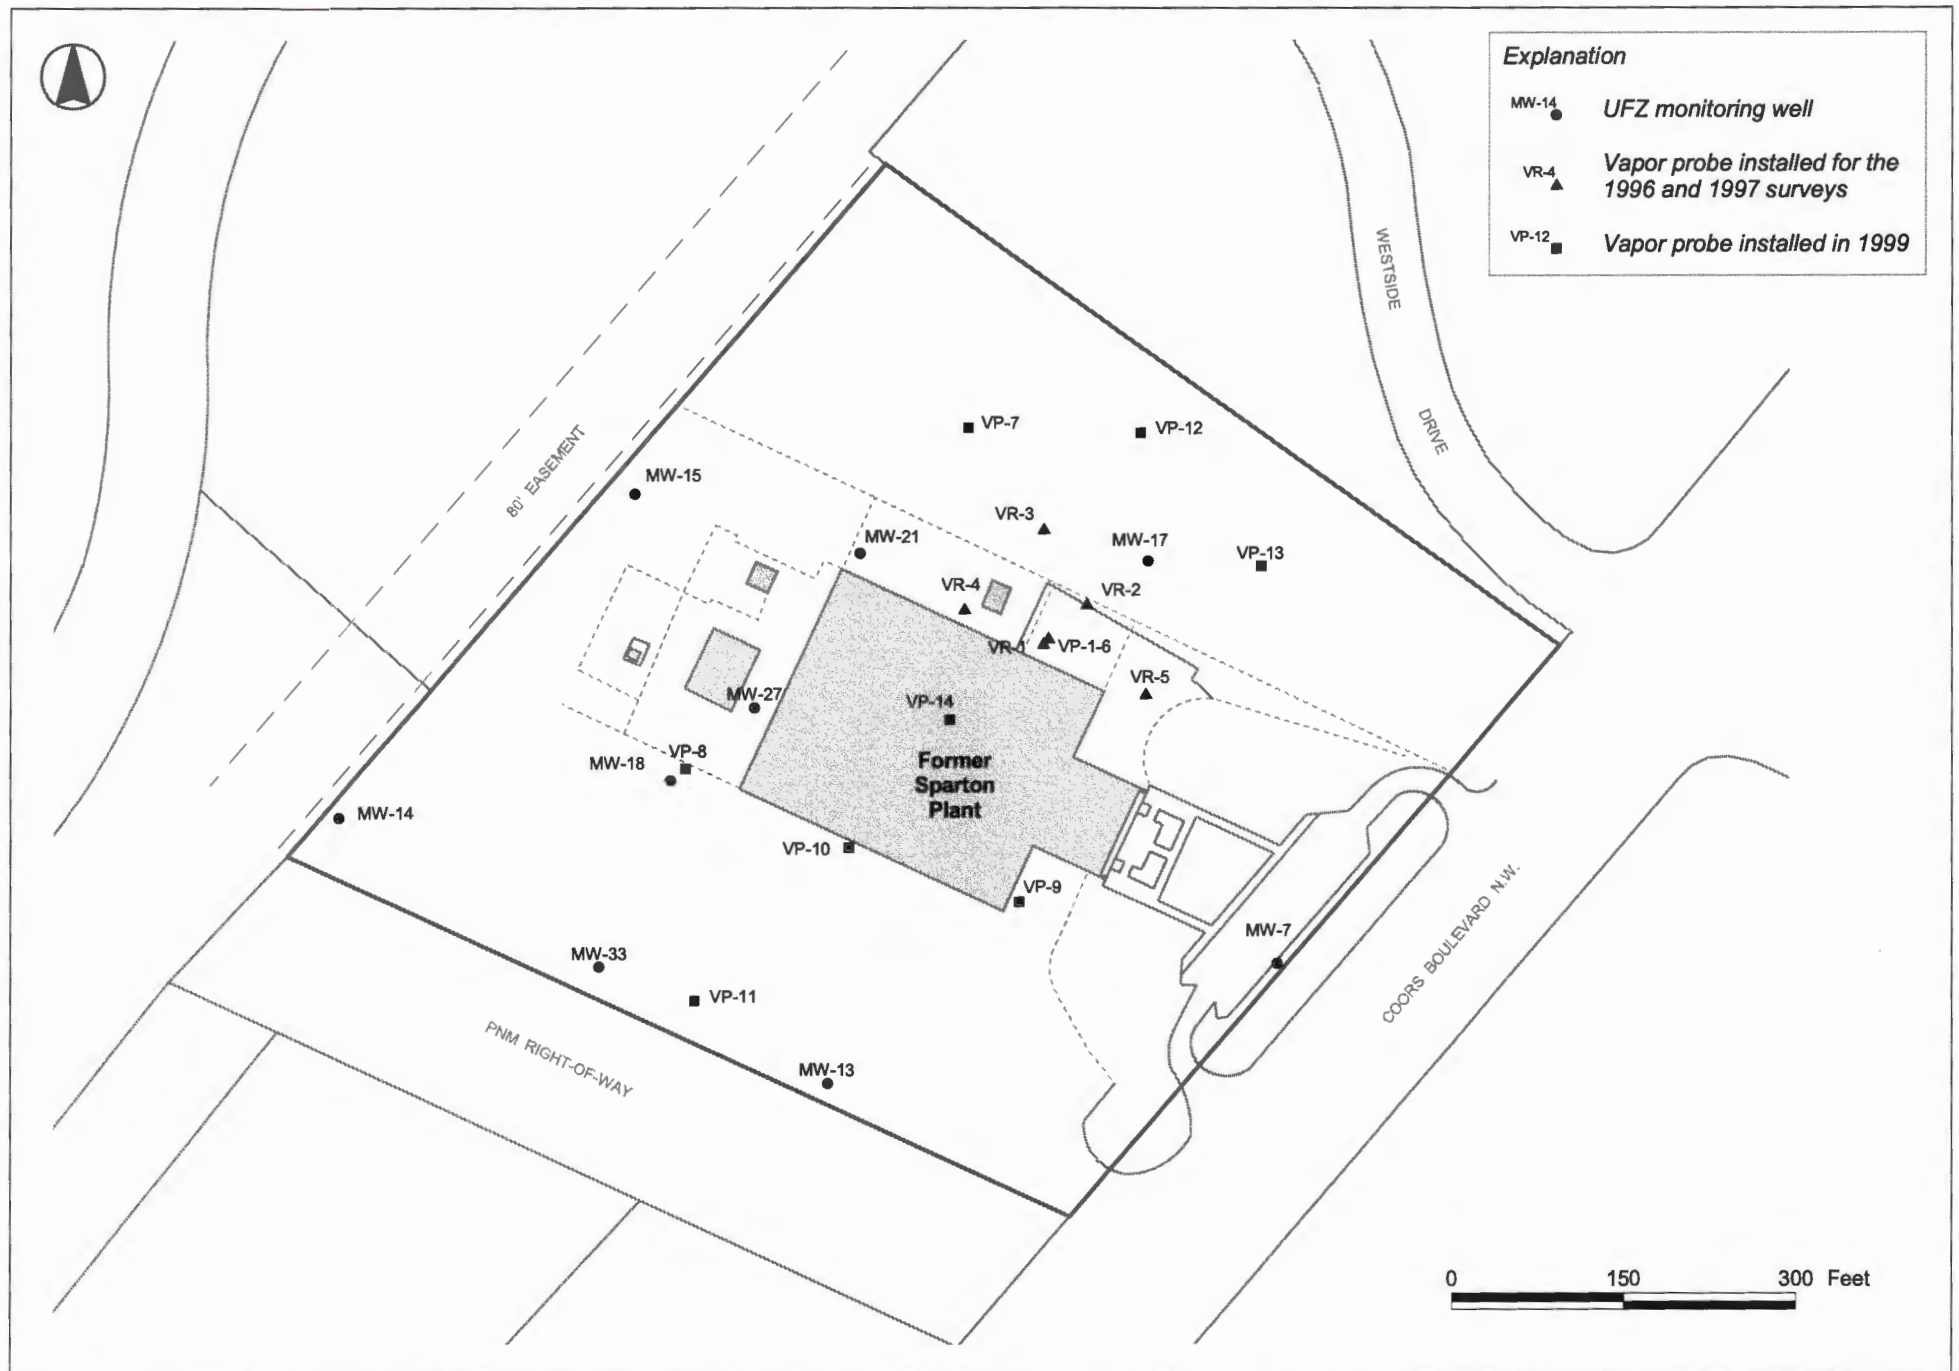 Explanation
MW-14
UFZ monitoring well
VR-4
Vapor probe installed for the
1996 and 1997 surveys
VP-12
Vapor probe installed in 1999
WESTSIDE
DRIVE
80' EASEMENT
VP-7
VP-12
MW-15
VR-3
MW-21
MW-17
VP-13
VR-4
VR-2
VR-1
VP-1-6
VR-5
MW-27
VP-14
VP-8
MW-18
Former
Sparton
Plant
MW-14
VP-10
VP-9
MW-7
COORS BOULEVARD N.W.
MW-33
VP-11
PNM RIGHT-OF-WAY
MW-13
0 150 300 Feet